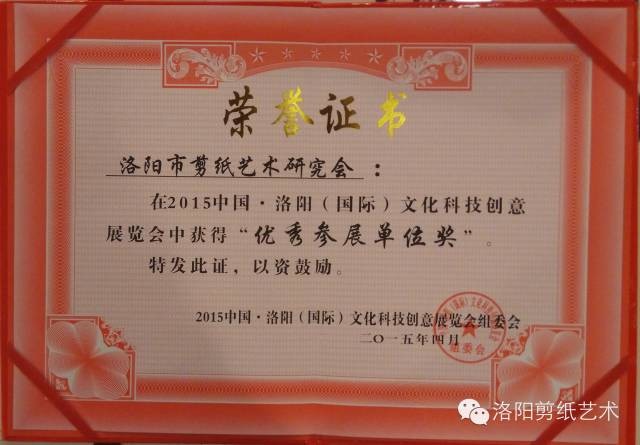 荣誉证书
洛阳市剪纸艺术研究会：
在2015中国·洛阳（国际）文化科技创意
展览会中获得“优秀参展单位奖”。
特发此证，以资鼓励。
2015中国·洛阳（国际）文化科技创意展览会组委会
二〇一五年四月
组委会
洛阳剪纸艺术